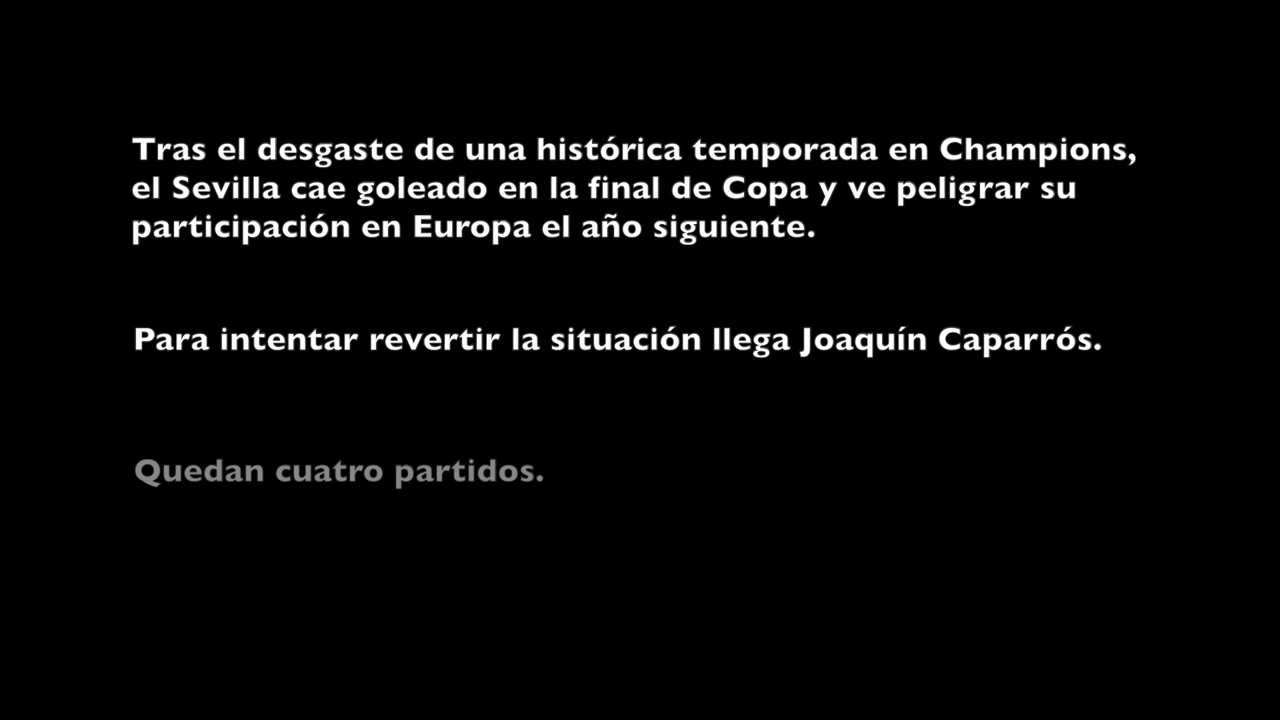 Tras el desgaste de una histórica temporada en Champions,
el Sevilla cae goleado en la final de Copa y ve peligrar su
participación en Europa el año siguiente.
Para intentar revertir la situación llega Joaquín Caparrós.
Quedan cuatro partidos.